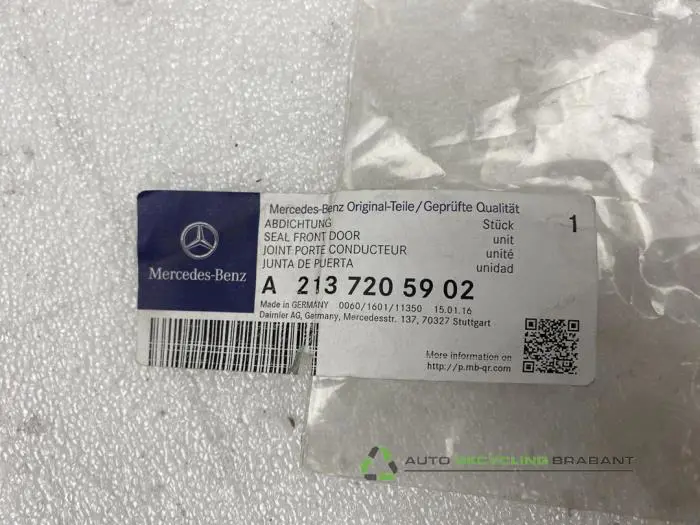 Mercedes-Benz Original-Teile/Geprüfte Qualität
ABDICHTUNG Stück 1
SEAL FRONT DOOR unit
JOINT PORTE CONDUCTEUR unité
JUNTA DE PUERTA unidad
Mercedes-Benz
A 213 720 59 02
Made in GERMANY 0060/1601/11350 15.01.16
Daimler AG, Germany, Mercedesstr. 137, 70327 Stuttgart
More information on
http://p.mb-qr.com
AUTO RECYCLING BRABANT